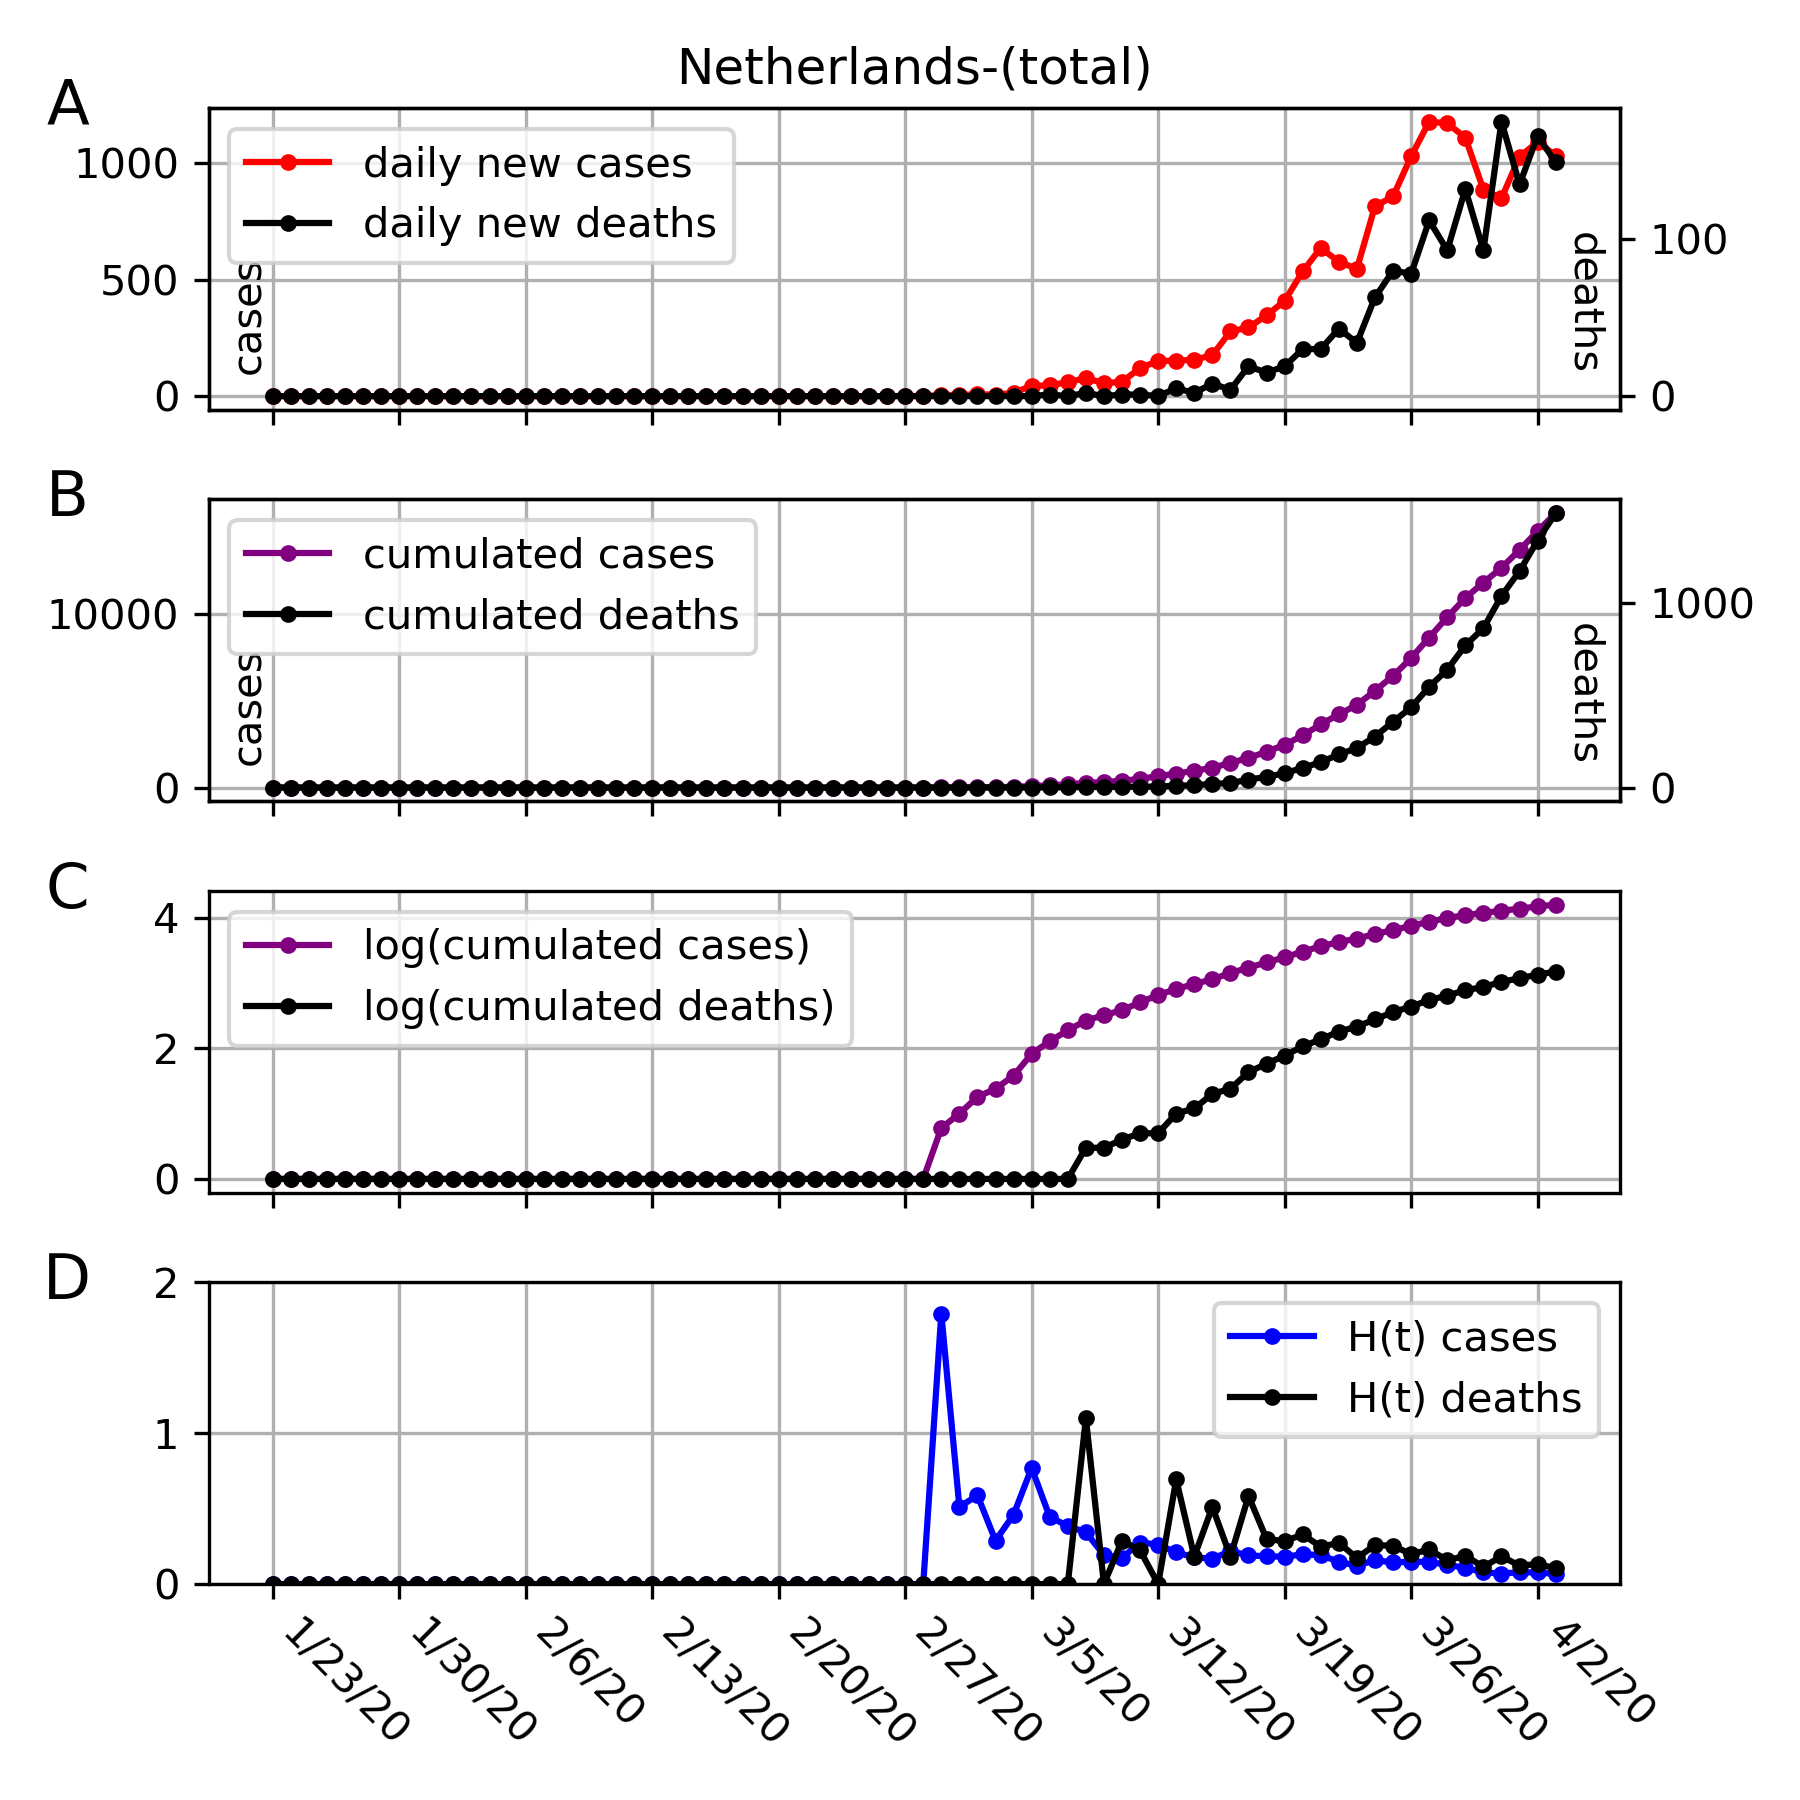 Netherlands-(total)
A
daily new cases
daily new deaths
1000
500
0
cases
100
0
deaths
B
cumulated cases
cumulated deaths
10000
0
cases
1000
0
deaths
C
log(cumulated cases)
log(cumulated deaths)
4
2
0
D
H(t) cases
H(t) deaths
2
1
0
1/23/20
1/30/20
2/6/20
2/13/20
2/20/20
2/27/20
3/5/20
3/12/20
3/19/20
3/26/20
4/2/20